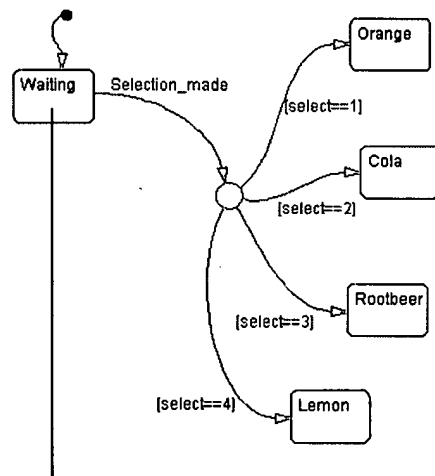 Orange
Waiting
Selection_made
[select==1]
Cola
[select==2]
Rootbeer
[select==3]
[select==4]
Lemon